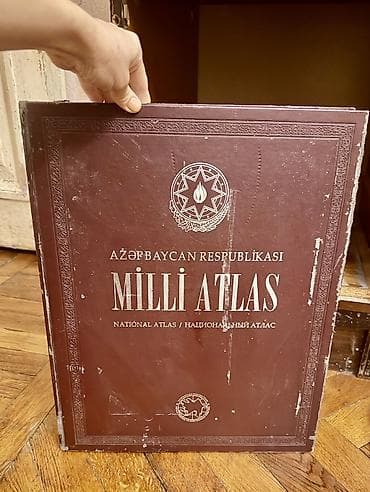 AZƏRBAYCAN RESPUBLİKASI
MİLLİ ATLAS
NATIONAL ATLAS / НАЦИОНАЛЬНЫЙ АТЛАС